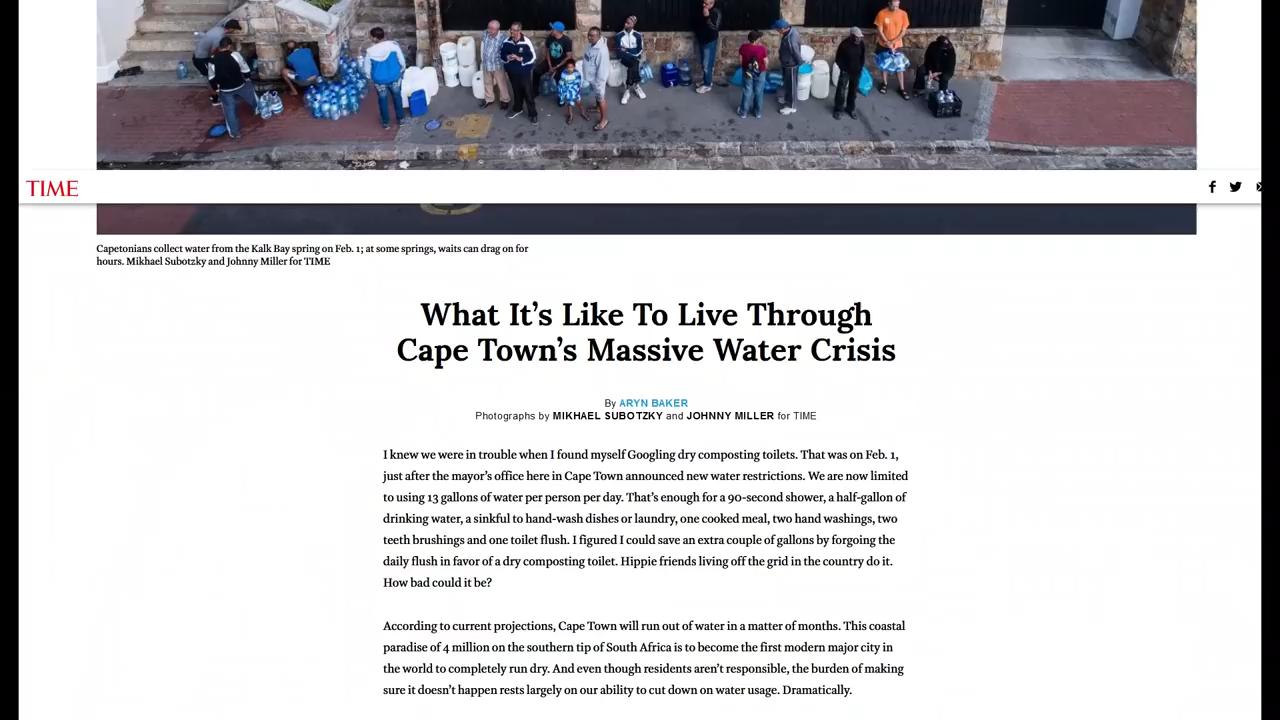 TIME
Capetonians collect water from the Kalk Bay spring on Feb. 1; at some springs, waits can drag on for
hours. Mikhael Subotzky and Johnny Miller for TIME
What It’s Like To Live Through
Cape Town’s Massive Water Crisis
By ARYN BAKER
Photographs by MIKHAEL SUBOTZKY and JOHNNY MILLER for TIME
I knew we were in trouble when I found myself Googling dry composting toilets. That was on Feb. 1,
just after the mayor’s office here in Cape Town announced new water restrictions. We are now limited
to using 13 gallons of water per person per day. That’s enough for a 90-second shower, a half-gallon of
drinking water, a sinkful to hand-wash dishes or laundry, one cooked meal, two hand washings, two
teeth brushings and one toilet flush. I figured I could save an extra couple of gallons by forgoing the
daily flush in favor of a dry composting toilet. Hippie friends living off the grid in the country do it.
How bad could it be?
According to current projections, Cape Town will run out of water in a matter of months. This coastal
paradise of 4 million on the southern tip of South Africa is to become the first modern major city in
the world to completely run dry. And even though residents aren’t responsible, the burden of making
sure it doesn’t happen rests largely on our ability to cut down on water usage. Dramatically.